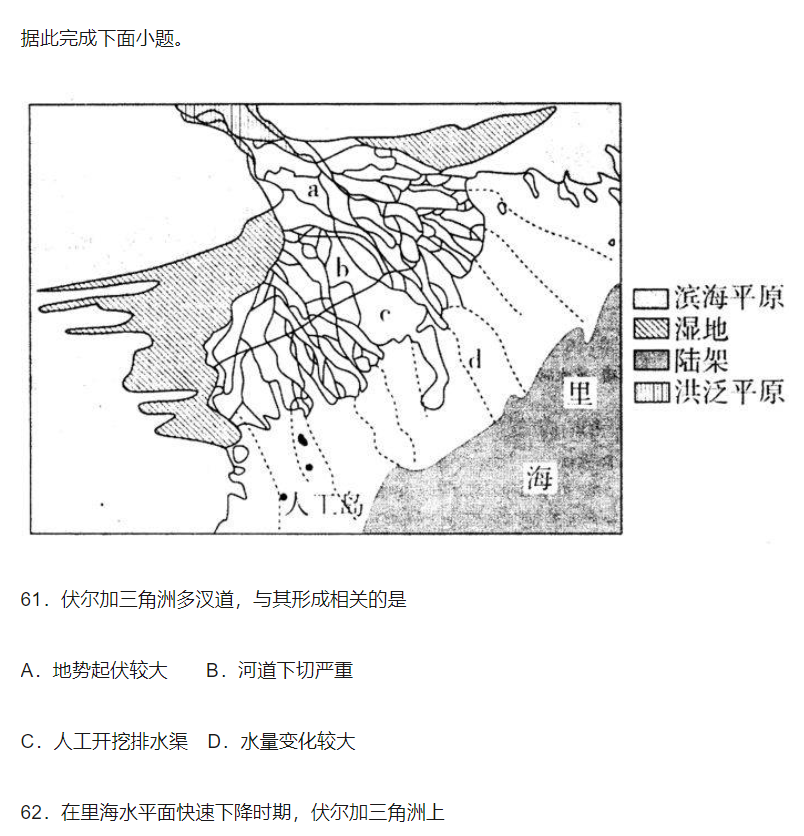 据此完成下面小题。
a
b
c
d
里
海
人工岛
滨海平原
湿地
陆架
洪泛平原
61．伏尔加三角洲多汊道，与其形成相关的是
A．地势起伏较大 B．河道下切严重
C．人工开挖排水渠 D．水量变化较大
62．在里海水平面快速下降时期，伏尔加三角洲上